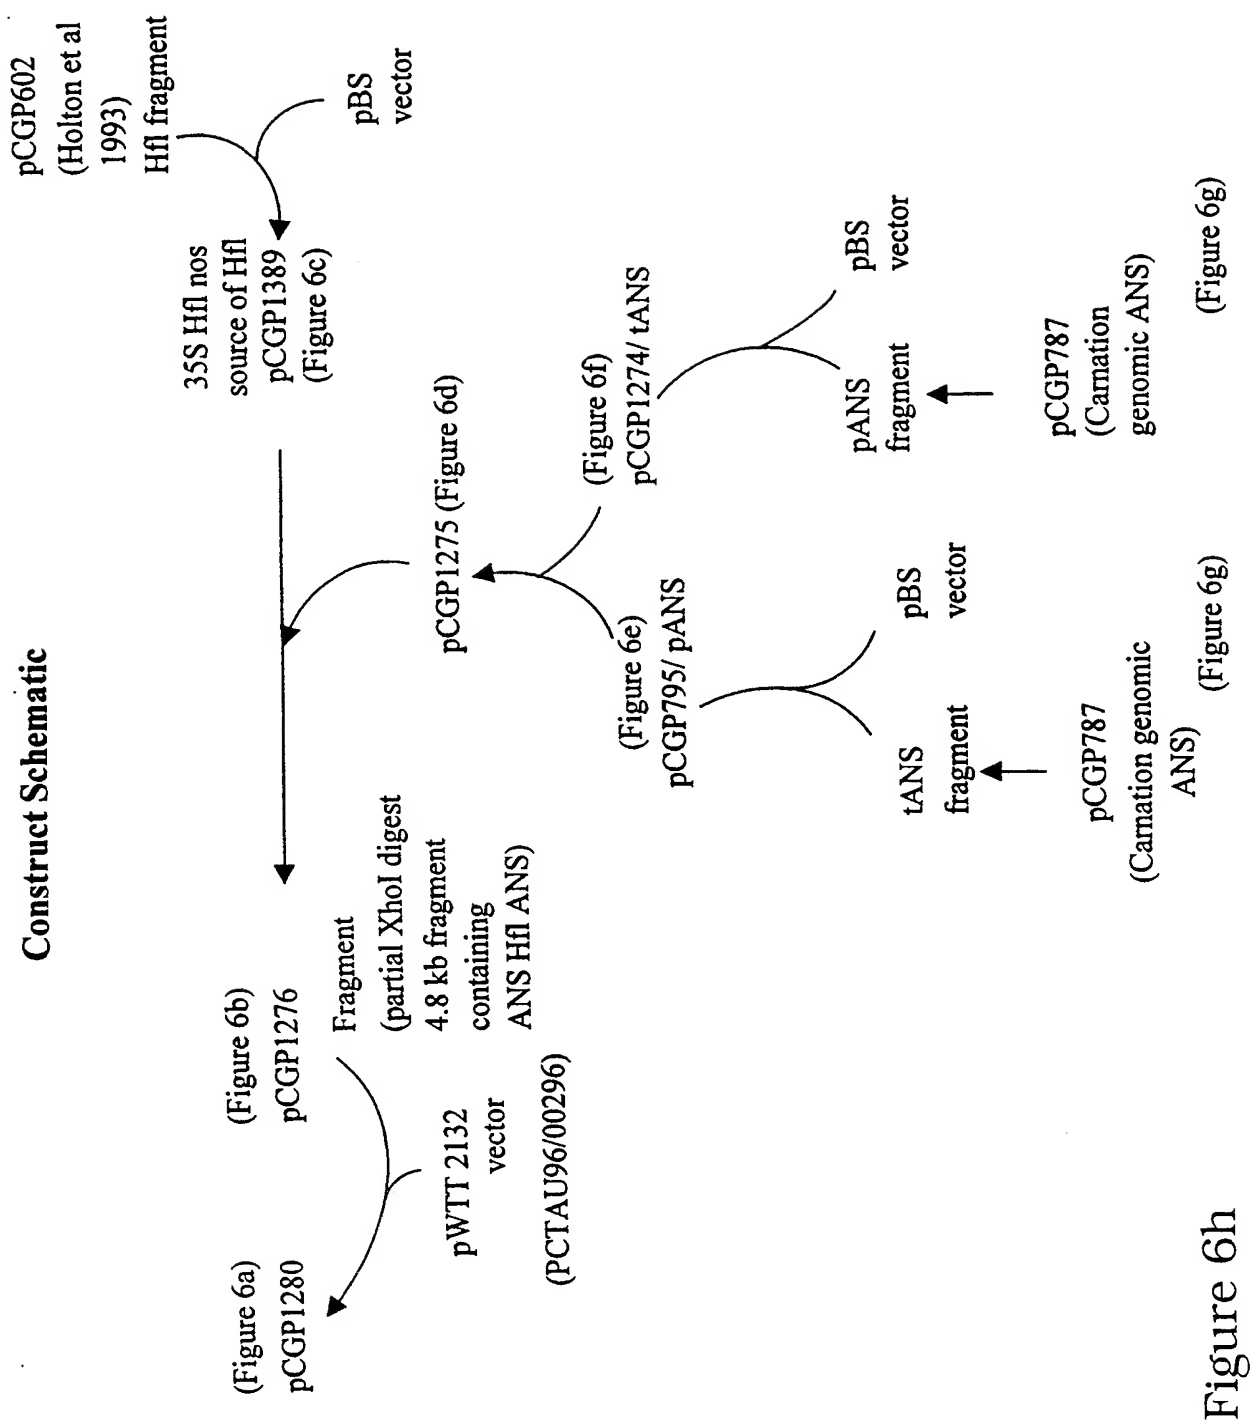 Construct Schematic
(Figure 6a)
pCGP1280
(Figure 6b)
pCGP1276
Fragment
(partial XhoI digest
4.8 kb fragment
containing
ANS Hfl ANS)
pWTT 2132
vector
(PCTAU96/00296)
35S Hfl nos
source of Hfl
pCGP1389
(Figure 6c)
pCGP602
(Holton et al
1993)
Hfl fragment
pBS
vector
pCGP1275 (Figure 6d)
(Figure 6e)
pCGP795/ pANS
(Figure 6f)
pCGP1274/ tANS
tANS
fragment
pBS
vector
pANS
fragment
pBS
vector
pCGP787
(Carnation genomic
ANS)
(Figure 6g)
pCGP787
(Carnation
genomic ANS)
(Figure 6g)
Figure 6h